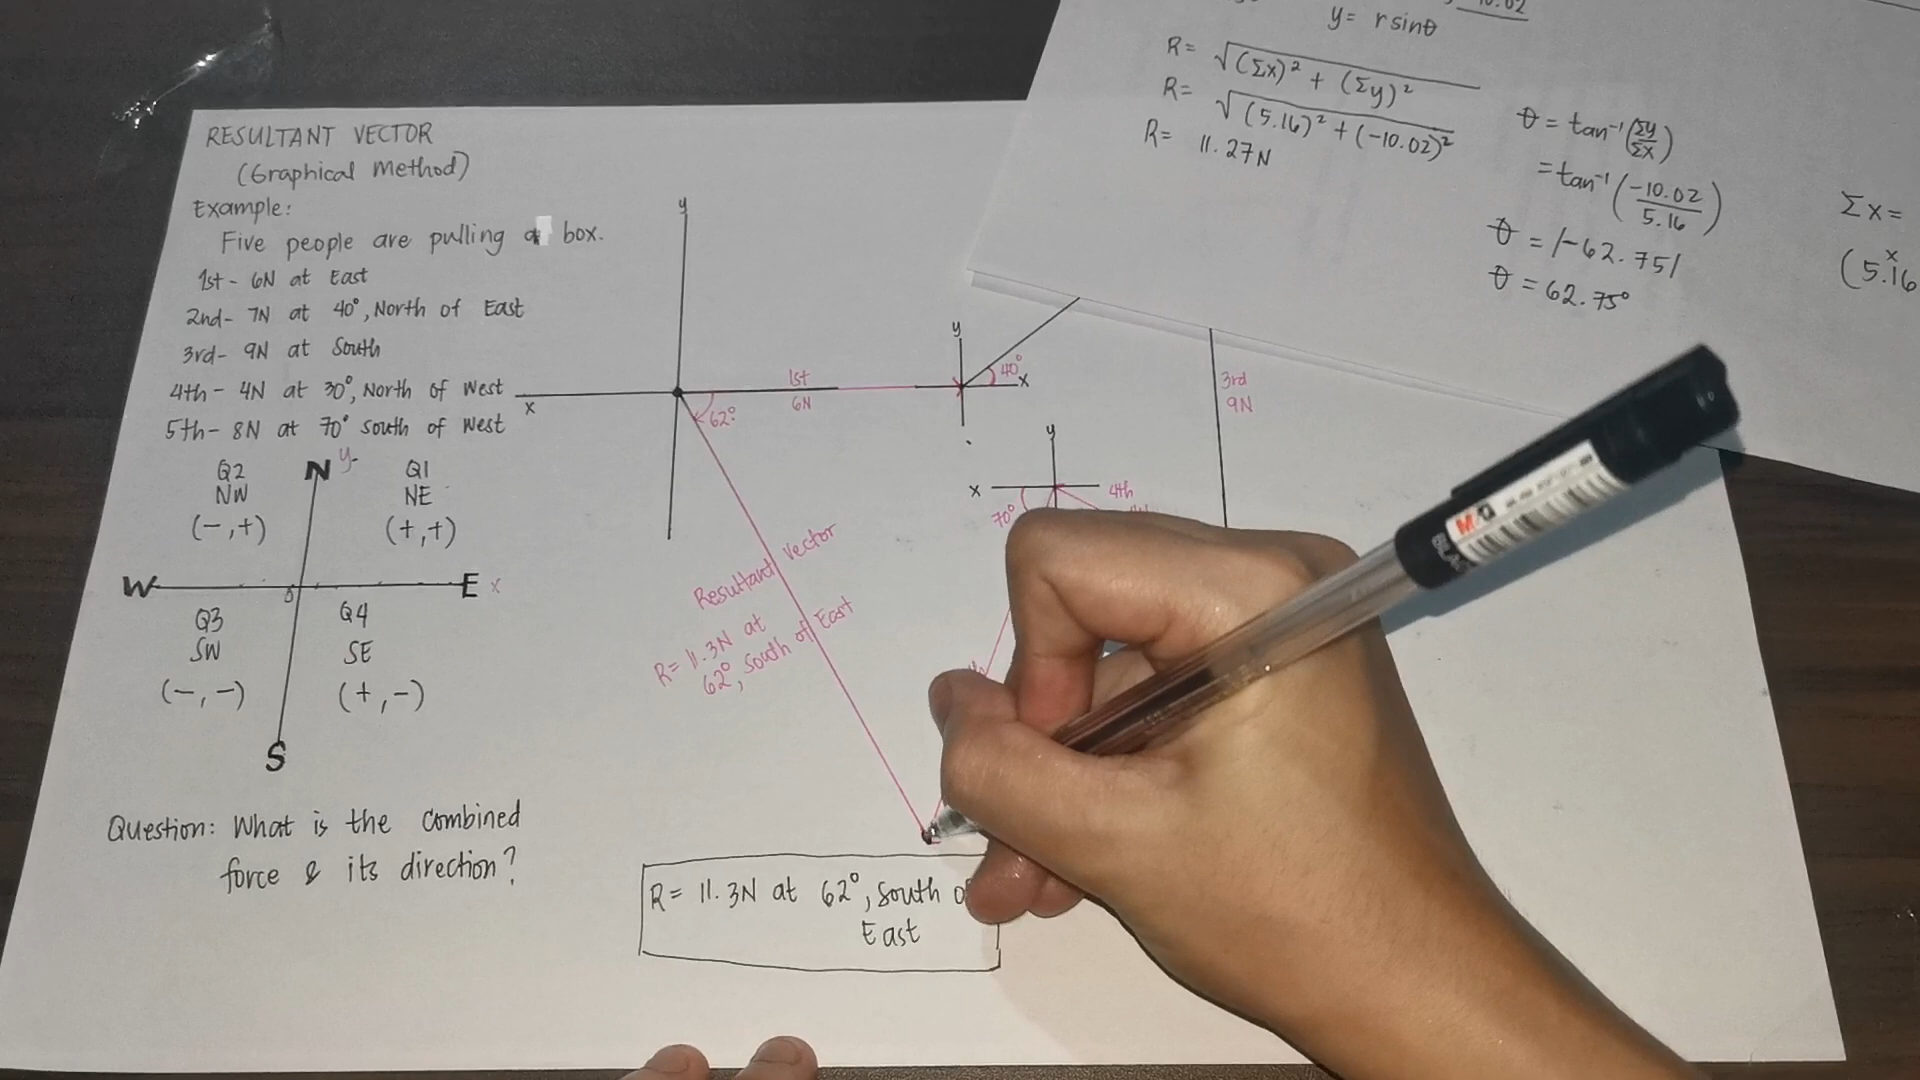 RESULTANT VECTOR
(Graphical Method)
Example:
Five people are pulling a box.
1st - 6N at East
2nd- 7N at 40°, North of East
3rd- 9N at South
4th- 4N at 30°, North of West
5th- 8N at 70° South of West
N y
Q2 Q1
NW NE
(-,+) (+,+)
W E x
Q3 Q4
SW SE
(-,-) (+,-)
S
Question: What is the combined
force & its direction?
y
x
1st
6N
62°
y
40°
x
3rd
9N
y
x
4th
70°
Resultant Vector
R= 11.3N at
62°, South of East
R= 11.3N at 62°, South
East
10.02
y= rsinθ
R= √(Σx)² + (Σy)²
R= √(5.16)² + (-10.02)²
R= 11.27N
θ = tan⁻¹(Σy/Σx)
= tan⁻¹(-10.02/5.16)
θ = /-62.75/
θ = 62.75°
Σx=
x
(5.16
M&G